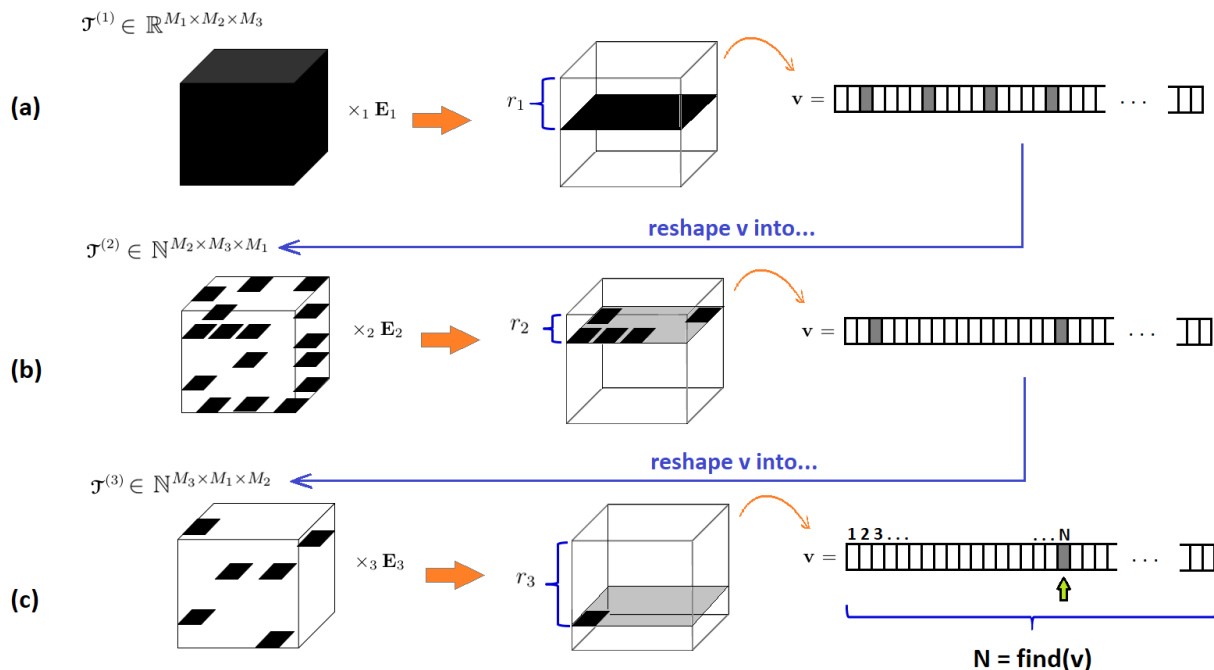 𝒯⁽¹⁾ ∈ ℝ^{M₁×M₂×M₃}
(a)
×₁ E₁
r₁
v =
. . .
reshape v into...
𝒯⁽²⁾ ∈ ℕ^{M₂×M₃×M₁}
(b)
×₂ E₂
r₂
v =
. . .
reshape v into...
𝒯⁽³⁾ ∈ ℕ^{M₃×M₁×M₂}
(c)
×₃ E₃
r₃
v =
1 2 3 . . .
. . . N
. . .
N = find(v)